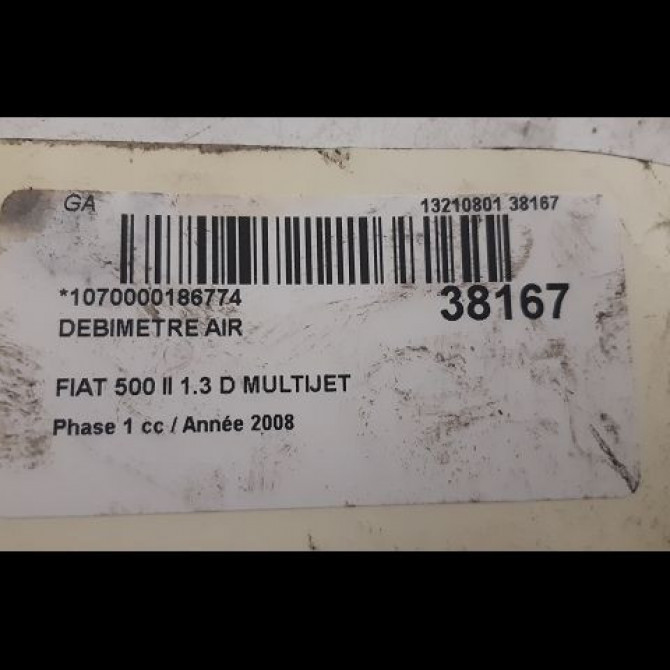 GA 13210801 38167
*1070000186774 38167
DEBIMETRE AIR
FIAT 500 II 1.3 D MULTIJET
Phase 1 cc / Année 2008